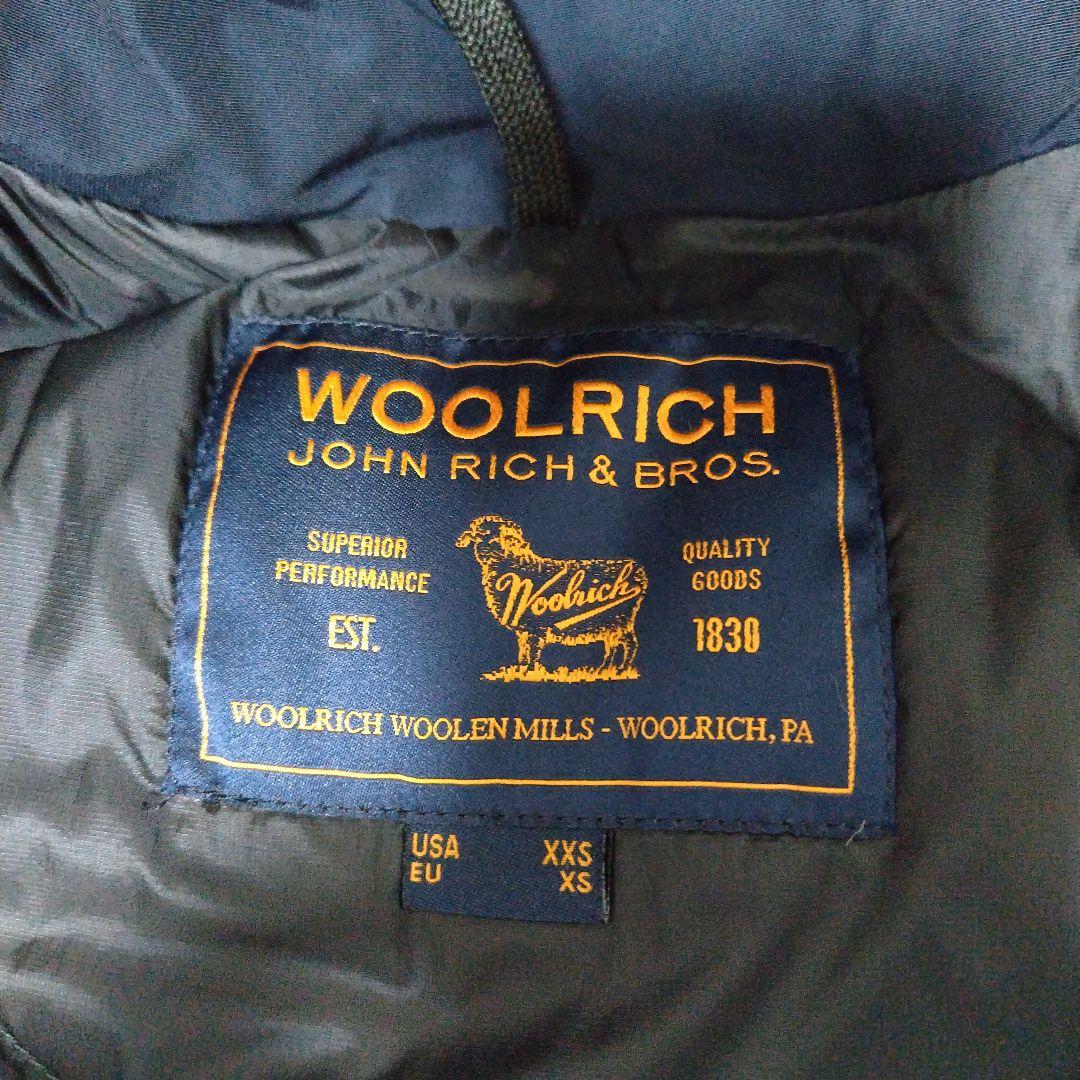 WOOLRICH
JOHN RICH & BROS.
SUPERIOR
PERFORMANCE
EST.
Woolrich
QUALITY
GOODS
1830
WOOLRICH WOOLEN MILLS - WOOLRICH, PA
USA XXS
EU XS